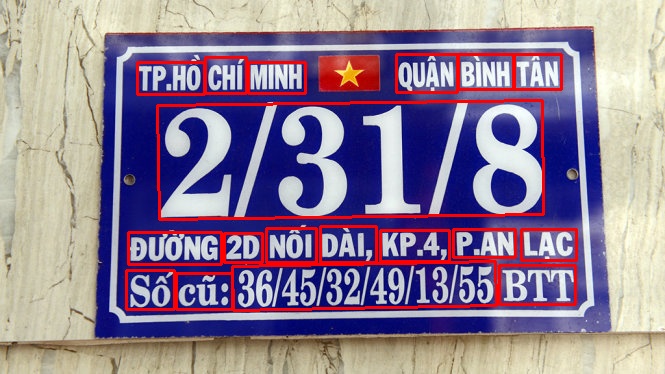 TP.HỒ CHÍ MINH QUẬN BÌNH TÂN
2/31/8
ĐƯỜNG 2D NỐI DÀI, KP.4, P.AN LẠC
Số cũ: 36/45/32/49/13/55 BTT